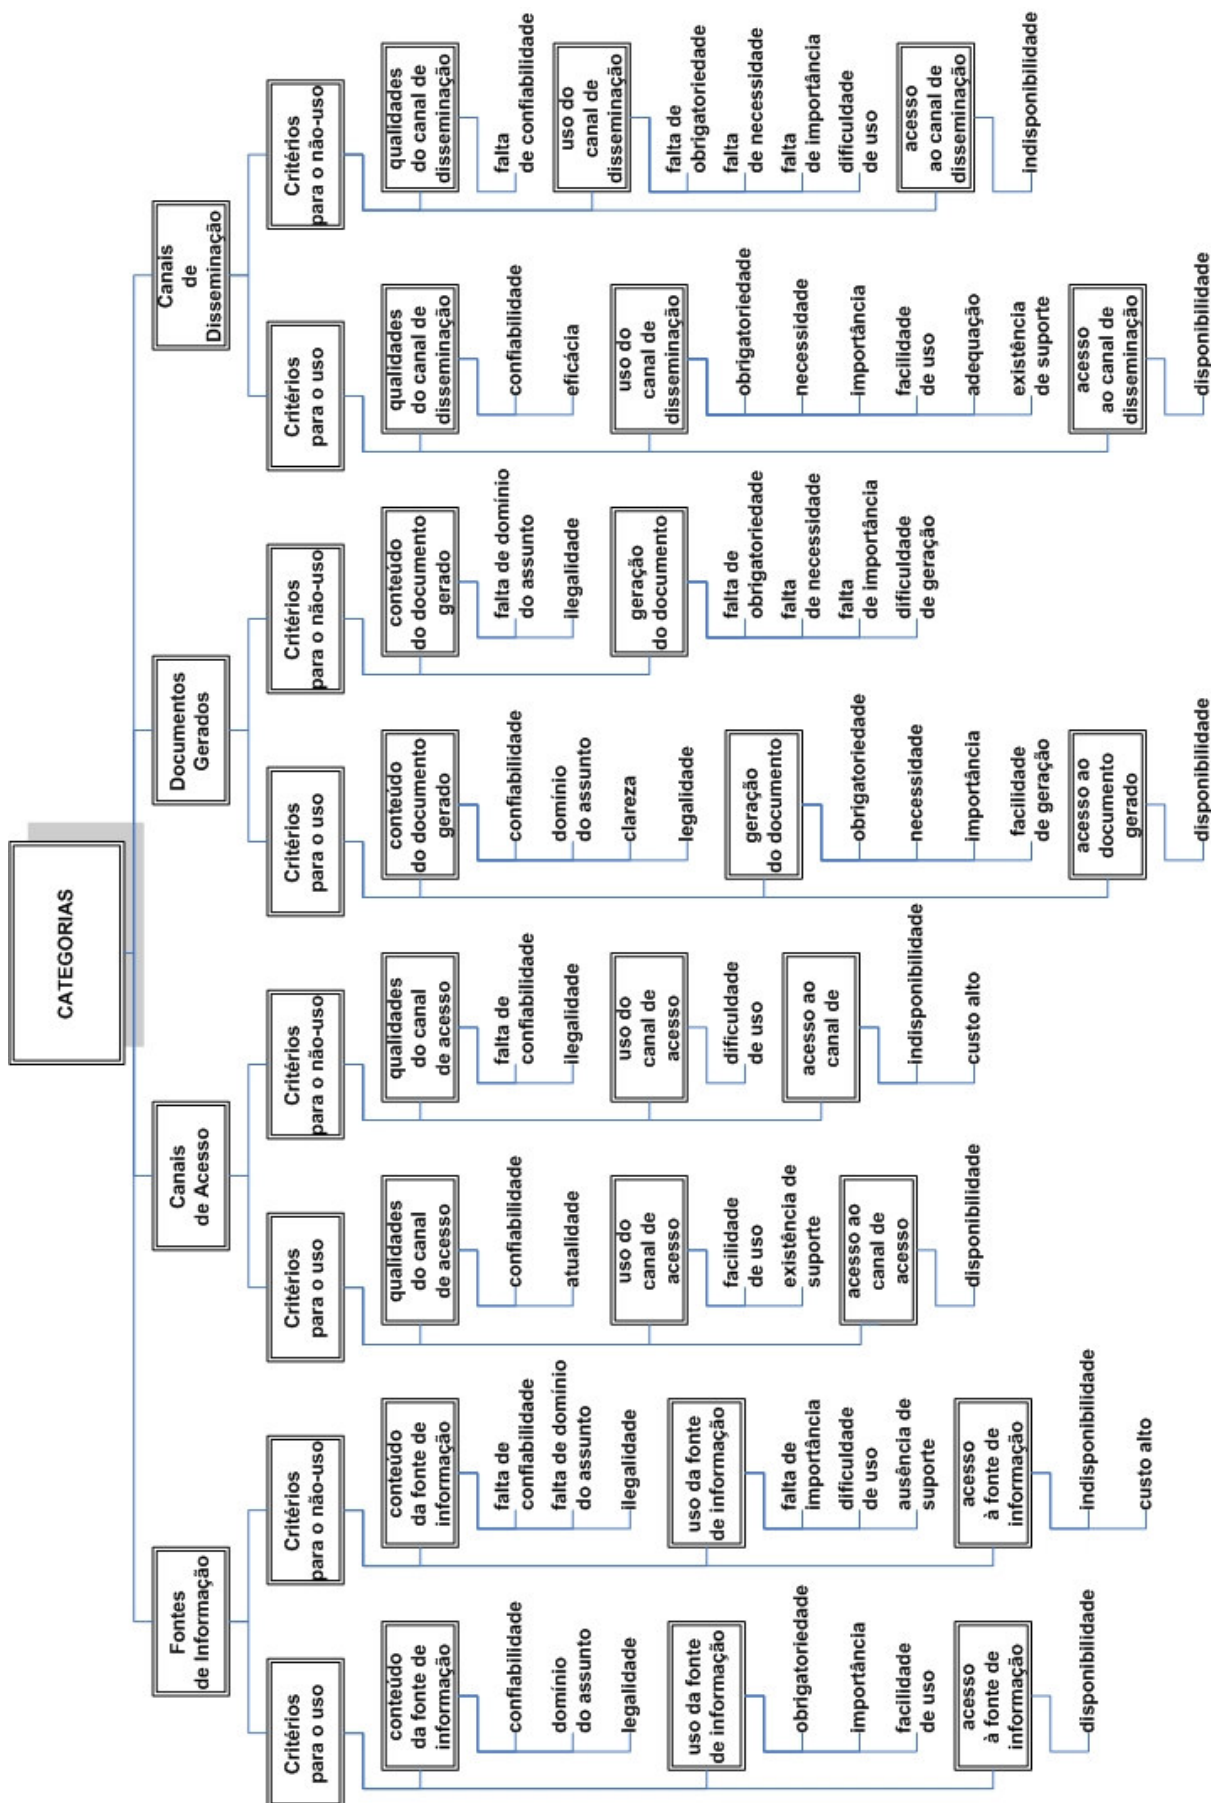 CATEGORIAS
Fontes
de Informação
Critérios
para o uso
conteúdo
da fonte de
informação
confiabilidade
domínio
do assunto
legalidade
uso da fonte
de informação
obrigatoriedade
importância
facilidade
de uso
acesso
à fonte de
informação
disponibilidade
Critérios
para o não-uso
conteúdo
da fonte de
informação
falta de
confiabilidade
falta de domínio
do assunto
ilegalidade
uso da fonte
de informação
falta de
importância
dificuldade
de uso
ausência de
suporte
acesso
à fonte de
informação
indisponibilidade
custo alto
Canais
de Acesso
Critérios
para o uso
qualidades
do canal
de acesso
confiabilidade
atualidade
uso do
canal de
acesso
facilidade
de uso
existência de
suporte
acesso ao
canal de
acesso
disponibilidade
Critérios
para o não-uso
qualidades
do canal
de acesso
falta de
confiabilidade
ilegalidade
uso do
canal de
acesso
dificuldade
de uso
acesso ao
canal de
indisponibilidade
custo alto
Documentos
Gerados
Critérios
para o uso
conteúdo
do documento
gerado
confiabilidade
domínio
do assunto
clareza
legalidade
geração
do documento
obrigatoriedade
necessidade
importância
facilidade
de geração
acesso ao
documento
gerado
disponibilidade
Critérios
para o não-uso
conteúdo
do documento
gerado
falta de domínio
do assunto
ilegalidade
geração
do documento
falta de
obrigatoriedade
falta
de necessidade
falta
de importância
dificuldade
de geração
Canais
de
Disseminação
Critérios
para o uso
qualidades
do canal de
disseminação
confiabilidade
eficácia
uso do
canal de
disseminação
obrigatoriedade
necessidade
importância
facilidade
de uso
adequação
existência
de suporte
acesso
ao canal de
disseminação
disponibilidade
Critérios
para o não-uso
qualidades
do canal de
disseminação
falta
de confiabilidade
uso do
canal de
disseminação
falta de
obrigatoriedade
falta
de necessidade
falta
de importância
dificuldade
de uso
acesso
ao canal de
disseminação
indisponibilidade